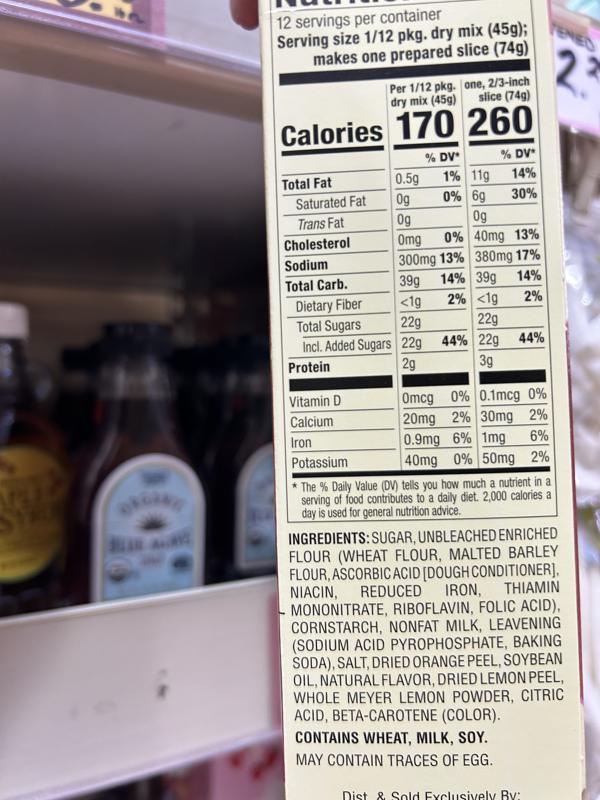 12 servings per container
Serving size 1/12 pkg. dry mix (45g);
makes one prepared slice (74g)
Per 1/12 pkg. one, 2/3-inch
dry mix (45g) slice (74g)
Calories 170 260
% DV* % DV*
Total Fat 0.5g 1% 11g 14%
Saturated Fat 0g 0% 6g 30%
Trans Fat 0g 0g
Cholesterol 0mg 0% 40mg 13%
Sodium 300mg 13% 380mg 17%
Total Carb. 39g 14% 39g 14%
Dietary Fiber <1g 2% <1g 2%
Total Sugars 22g 22g
Incl. Added Sugars 22g 44% 22g 44%
Protein 2g 3g
Vitamin D 0mcg 0% 0.1mcg 0%
Calcium 20mg 2% 30mg 2%
Iron 0.9mg 6% 1mg 6%
Potassium 40mg 0% 50mg 2%
* The % Daily Value (DV) tells you how much a nutrient in a
serving of food contributes to a daily diet. 2,000 calories a
day is used for general nutrition advice.
INGREDIENTS: SUGAR, UNBLEACHED ENRICHED
FLOUR (WHEAT FLOUR, MALTED BARLEY
FLOUR, ASCORBIC ACID [DOUGH CONDITIONER],
NIACIN, REDUCED IRON, THIAMIN
MONONITRATE, RIBOFLAVIN, FOLIC ACID),
CORNSTARCH, NONFAT MILK, LEAVENING
(SODIUM ACID PYROPHOSPHATE, BAKING
SODA), SALT, DRIED ORANGE PEEL, SOYBEAN
OIL, NATURAL FLAVOR, DRIED LEMON PEEL,
WHOLE MEYER LEMON POWDER, CITRIC
ACID, BETA-CAROTENE (COLOR).
CONTAINS WHEAT, MILK, SOY.
MAY CONTAIN TRACES OF EGG.
Dist. & Sold Exclusively By:
ORGANIC
BLUE AGAVE